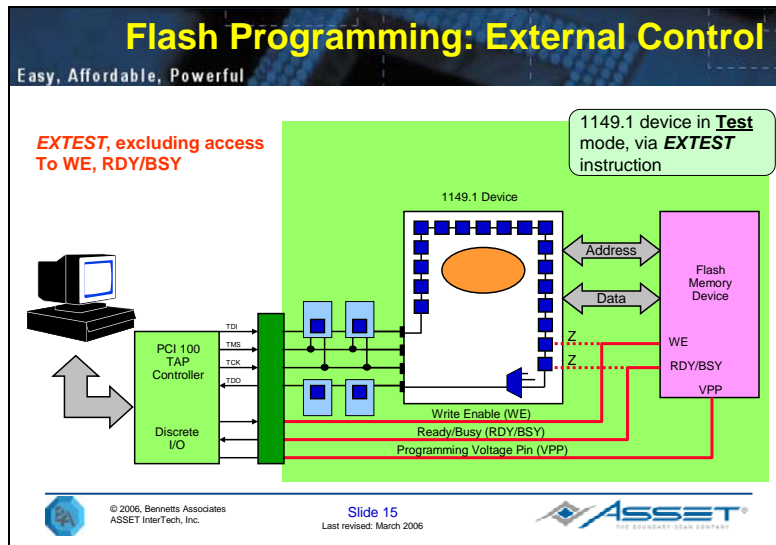 Flash Programming: External Control
Easy, Affordable, Powerful
EXTEST, excluding access
To WE, RDY/BSY
1149.1 device in Test
mode, via EXTEST
instruction
1149.1 Device
Address
Data
Flash
Memory
Device
Z
WE
Z
RDY/BSY
VPP
TDI
TMS
TCK
TDO
PCI 100
TAP
Controller
Discrete
I/O
Write Enable (WE)
Ready/Busy (RDY/BSY)
Programming Voltage Pin (VPP)
BA
© 2006, Bennetts Associates
ASSET InterTech, Inc.
Slide 15
Last revised: March 2006
ASSET®
THE BOUNDARY-SCAN COMPANY